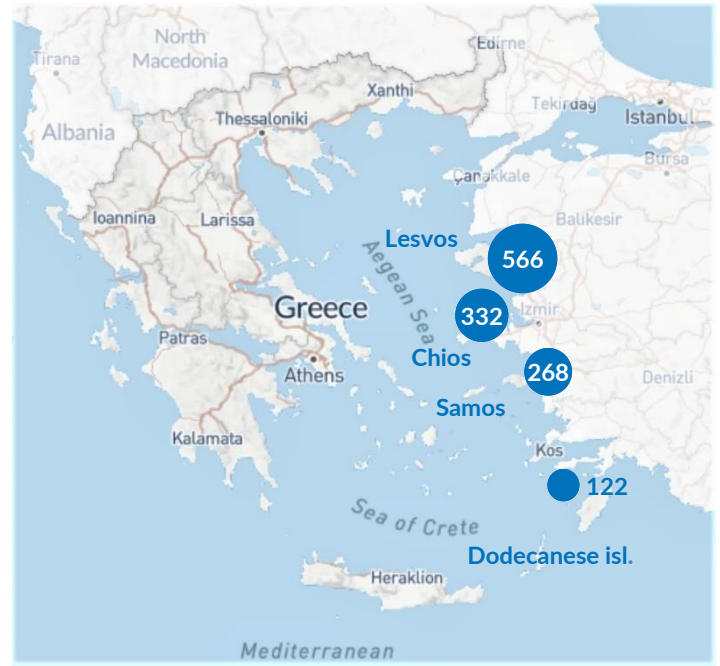 North
Macedonia
Edirne
Tirana
Xanthi
Tekirdağ
Istanbul
Thessaloniki
Albania
Bursa
Çanakkale
Ioannina
Larissa
Balıkesir
Lesvos
566
Aegean Sea
Greece
332
Izmir
Patras
Chios
Athens
268
Denizli
Samos
Kalamata
Kos
122
Sea of Crete
Dodecanese isl.
Heraklion
Mediterranean